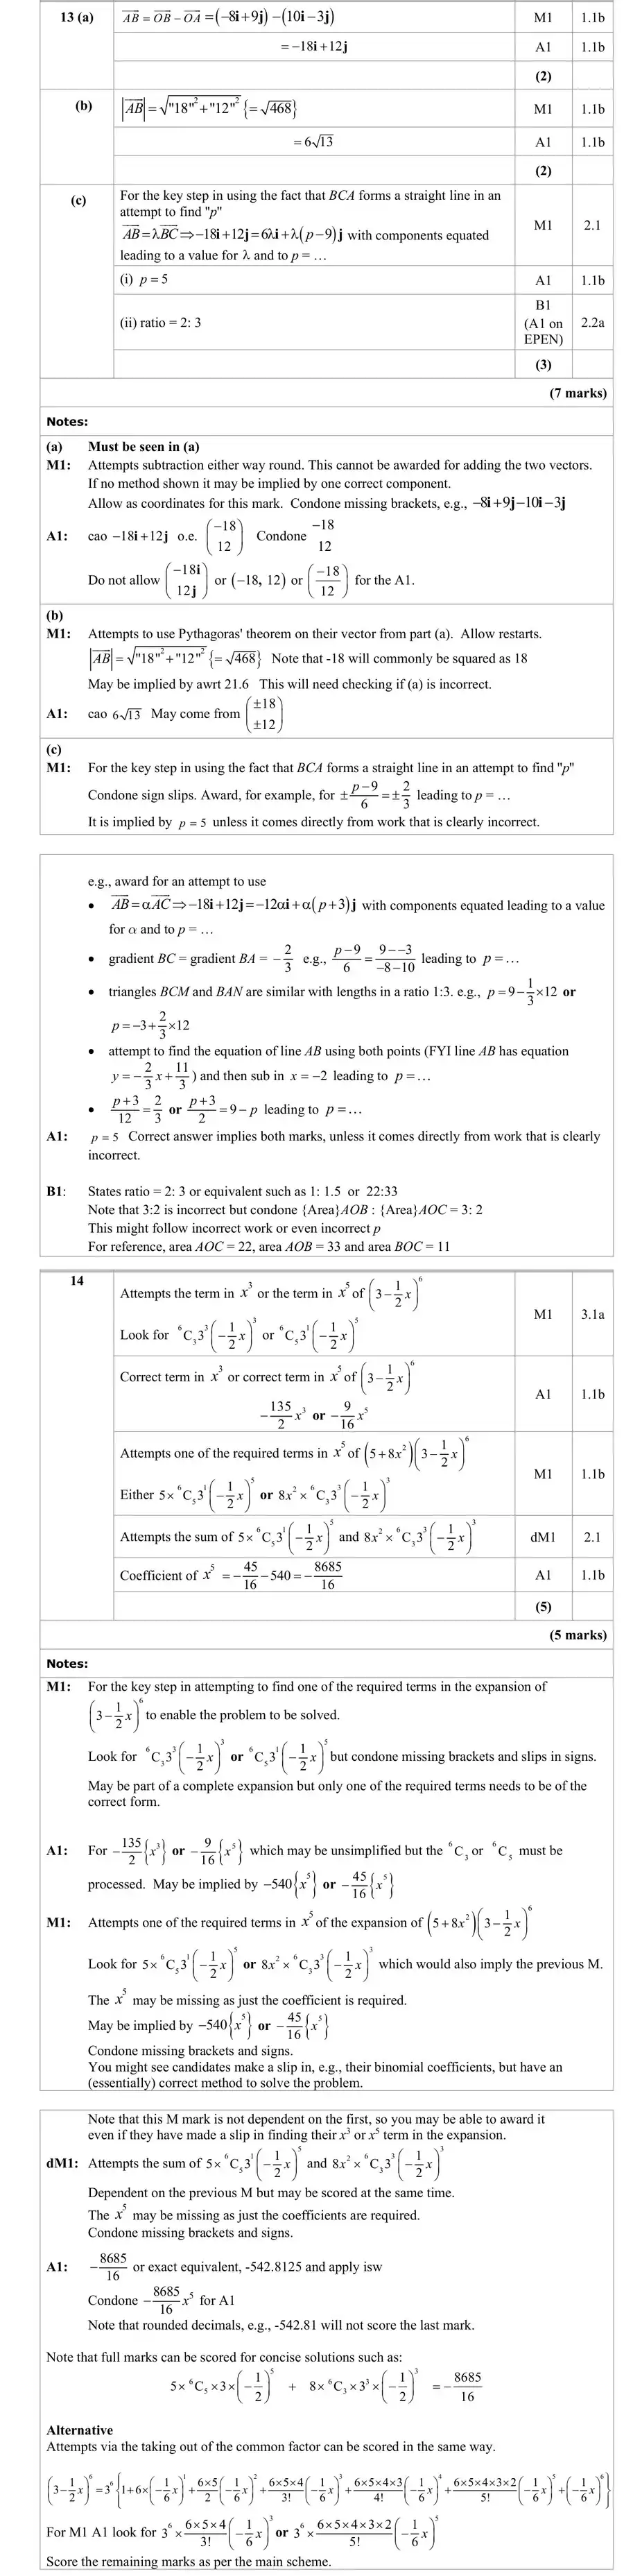 13 (a) $\overrightarrow{AB} = \overrightarrow{OB} - \overrightarrow{OA} = (-8\mathbf{i}+9\mathbf{j})-(10\mathbf{i}-3\mathbf{j})$ M1 1.1b
$= -18\mathbf{i}+12\mathbf{j}$ A1 1.1b
(2)
(b) $|\overrightarrow{AB}| = \sqrt{"18"^2+"12"^2}\{=\sqrt{468}\}$ M1 1.1b
$= 6\sqrt{13}$ A1 1.1b
(2)
(c) For the key step in using the fact that BCA forms a straight line in an
attempt to find "p"
$\overrightarrow{AB}=\lambda\overrightarrow{BC}\Rightarrow -18\mathbf{i}+12\mathbf{j}=6\lambda\mathbf{i}+\lambda(p-9)\mathbf{j}$ with components equated
leading to a value for λ and to p = … M1 2.1
(i) p = 5 A1 1.1b
(ii) ratio = 2: 3 B1 (A1 on EPEN) 2.2a
(3)
(7 marks)
Notes:
(a) Must be seen in (a)
M1: Attempts subtraction either way round. This cannot be awarded for adding the two vectors.
If no method shown it may be implied by one correct component.
Allow as coordinates for this mark. Condone missing brackets, e.g., $-8\mathbf{i}+9\mathbf{j}-10\mathbf{i}-3\mathbf{j}$
A1: cao $-18\mathbf{i}+12\mathbf{j}$ o.e. $\begin{pmatrix}-18\\12\end{pmatrix}$ Condone $\begin{matrix}-18\\12\end{matrix}$
Do not allow $\begin{pmatrix}-18\mathbf{i}\\12\mathbf{j}\end{pmatrix}$ or $(-18, 12)$ or $\left(\frac{-18}{12}\right)$ for the A1.
(b)
M1: Attempts to use Pythagoras' theorem on their vector from part (a). Allow restarts.
$|\overrightarrow{AB}| = \sqrt{"18"^2+"12"^2}\{=\sqrt{468}\}$ Note that -18 will commonly be squared as 18
May be implied by awrt 21.6 This will need checking if (a) is incorrect.
A1: cao $6\sqrt{13}$ May come from $\begin{pmatrix}\pm18\\\pm12\end{pmatrix}$
(c)
M1: For the key step in using the fact that BCA forms a straight line in an attempt to find "p"
Condone sign slips. Award, for example, for $\pm\frac{p-9}{6}=\pm\frac{2}{3}$ leading to p = …
It is implied by p = 5 unless it comes directly from work that is clearly incorrect.
e.g., award for an attempt to use
• $\overrightarrow{AB}=\alpha\overrightarrow{AC}\Rightarrow -18\mathbf{i}+12\mathbf{j}=-12\alpha\mathbf{i}+\alpha(p+3)\mathbf{j}$ with components equated leading to a value
for α and to p = …
• gradient BC = gradient BA = $-\frac{2}{3}$ e.g., $\frac{p-9}{6}=\frac{9--3}{-8-10}$ leading to p = …
• triangles BCM and BAN are similar with lengths in a ratio 1:3. e.g., $p=9-\frac{1}{3}\times12$ or
$p=-3+\frac{2}{3}\times12$
• attempt to find the equation of line AB using both points (FYI line AB has equation
$y=-\frac{2}{3}x+\frac{11}{3}$) and then sub in x = −2 leading to p = …
• $\frac{p+3}{12}=\frac{2}{3}$ or $\frac{p+3}{2}=9-p$ leading to p = …
A1: p = 5 Correct answer implies both marks, unless it comes directly from work that is clearly
incorrect.
B1: States ratio = 2: 3 or equivalent such as 1: 1.5 or 22:33
Note that 3:2 is incorrect but condone {Area}AOB : {Area}AOC = 3: 2
This might follow incorrect work or even incorrect p
For reference, area AOC = 22, area AOB = 33 and area BOC = 11
14 Attempts the term in $x^3$ or the term in $x^5$ of $\left(3-\frac{1}{2}x\right)^6$
Look for ${}^6C_3 3^3\left(-\frac{1}{2}x\right)^3$ or ${}^6C_5 3^1\left(-\frac{1}{2}x\right)^5$ M1 3.1a
Correct term in $x^3$ or correct term in $x^5$ of $\left(3-\frac{1}{2}x\right)^6$
$-\frac{135}{2}x^3$ or $-\frac{9}{16}x^5$ A1 1.1b
Attempts one of the required terms in $x^5$ of $(5+8x^2)\left(3-\frac{1}{2}x\right)^6$
Either $5\times{}^6C_5 3^1\left(-\frac{1}{2}x\right)^5$ or $8x^2\times{}^6C_3 3^3\left(-\frac{1}{2}x\right)^3$ M1 1.1b
Attempts the sum of $5\times{}^6C_5 3^1\left(-\frac{1}{2}x\right)^5$ and $8x^2\times{}^6C_3 3^3\left(-\frac{1}{2}x\right)^3$ dM1 2.1
Coefficient of $x^5$ $=-\frac{45}{16}-540=-\frac{8685}{16}$ A1 1.1b
(5)
(5 marks)
Notes:
M1: For the key step in attempting to find one of the required terms in the expansion of
$\left(3-\frac{1}{2}x\right)^6$ to enable the problem to be solved.
Look for ${}^6C_3 3^3\left(-\frac{1}{2}x\right)^3$ or ${}^6C_5 3^1\left(-\frac{1}{2}x\right)^5$ but condone missing brackets and slips in signs.
May be part of a complete expansion but only one of the required terms needs to be of the
correct form.
A1: For $-\frac{135}{2}\{x^3\}$ or $-\frac{9}{16}\{x^5\}$ which may be unsimplified but the ${}^6C_3$ or ${}^6C_5$ must be
processed. May be implied by $-540\{x^5\}$ or $-\frac{45}{16}\{x^5\}$
M1: Attempts one of the required terms in $x^5$ of the expansion of $(5+8x^2)\left(3-\frac{1}{2}x\right)^6$
Look for $5\times{}^6C_5 3^1\left(-\frac{1}{2}x\right)^5$ or $8x^2\times{}^6C_3 3^3\left(-\frac{1}{2}x\right)^3$ which would also imply the previous M.
The $x^5$ may be missing as just the coefficient is required.
May be implied by $-540\{x^5\}$ or $-\frac{45}{16}\{x^5\}$
Condone missing brackets and signs.
You might see candidates make a slip in, e.g., their binomial coefficients, but have an
(essentially) correct method to solve the problem.
Note that this M mark is not dependent on the first, so you may be able to award it
even if they have made a slip in finding their $x^3$ or $x^5$ term in the expansion.
dM1: Attempts the sum of $5\times{}^6C_5 3^1\left(-\frac{1}{2}x\right)^5$ and $8x^2\times{}^6C_3 3^3\left(-\frac{1}{2}x\right)^3$
Dependent on the previous M but may be scored at the same time.
The $x^5$ may be missing as just the coefficients are required.
Condone missing brackets and signs.
A1: $-\frac{8685}{16}$ or exact equivalent, -542.8125 and apply isw
Condone $-\frac{8685}{16}x^5$ for A1
Note that rounded decimals, e.g., -542.81 will not score the last mark.
Note that full marks can be scored for concise solutions such as:
$5\times{}^6C_5\times3\times\left(-\frac{1}{2}\right)^5 + 8\times{}^6C_3\times3^3\times\left(-\frac{1}{2}\right)^3 = -\frac{8685}{16}$
Alternative
Attempts via the taking out of the common factor can be scored in the same way.
$\left(3-\frac{1}{2}x\right)^6=3^6\left\{1+6\times\left(-\frac{1}{6}x\right)^1+\frac{6\times5}{2}\left(-\frac{1}{6}x\right)^2+\frac{6\times5\times4}{3!}\left(-\frac{1}{6}x\right)^3+\frac{6\times5\times4\times3}{4!}\left(-\frac{1}{6}x\right)^4+\frac{6\times5\times4\times3\times2}{5!}\left(-\frac{1}{6}x\right)^5+\left(-\frac{1}{6}x\right)^6\right\}$
For M1 A1 look for $3^6\times\frac{6\times5\times4}{3!}\left(-\frac{1}{6}x\right)^3$ or $3^6\times\frac{6\times5\times4\times3\times2}{5!}\left(-\frac{1}{6}x\right)^5$
Score the remaining marks as per the main scheme.